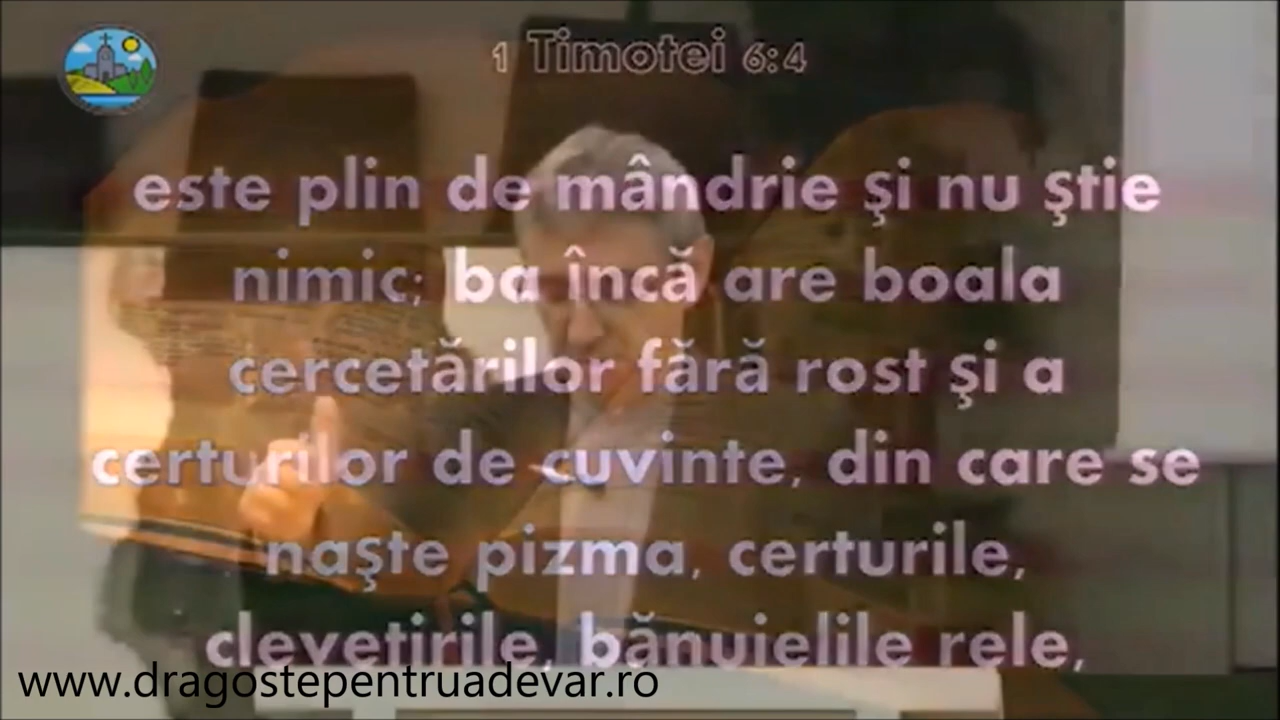 1 Timotei 6:4
este plin de mândrie şi nu ştie
nimic; ba încă are boala
cercetărilor fără rost şi a
certurilor de cuvinte, din care se
naşte pizma, certurile,
clevetirile, bănuielile rele,
www.dragostepentruadevar.ro